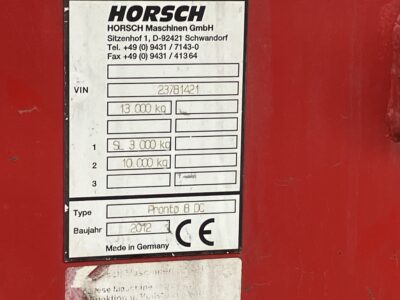 HORSCH
HORSCH Maschinen GmbH
Sitzenhof 1, D-92421 Schwandorf
Tel. +49 (0) 9431 / 7143-0
Fax +49 (0) 9431 / 41364
VIN 23781421
13 000 kg
1 SL 3 000 kg
2 10 000 kg
3
Type Pronto 6 DC
Baujahr 2012 CE
Made in Germany